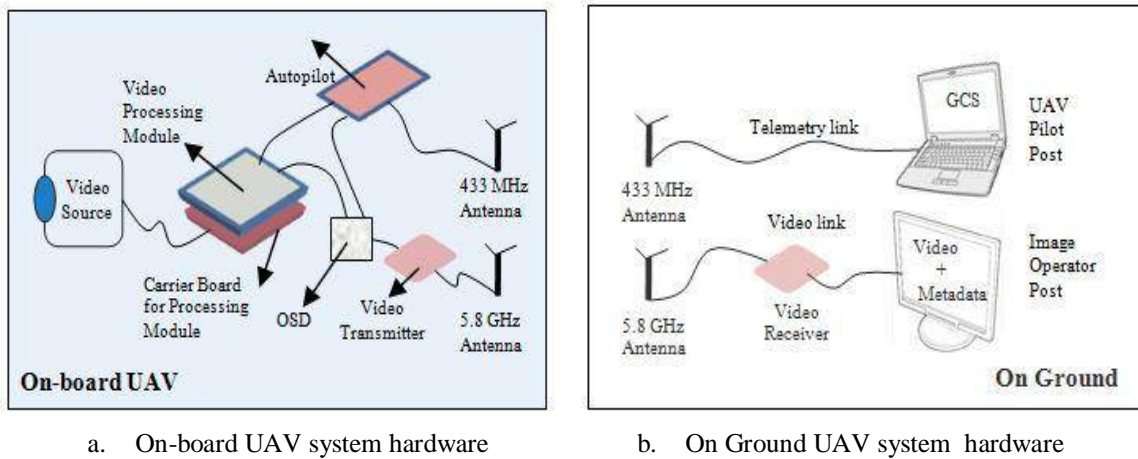 Autopilot
Video
Processing
Module
Video
Source
433 MHz
Antenna
Carrier Board
for Processing
Module
OSD
Video
Transmitter
5.8 GHz
Antenna
On-board UAV
GCS
UAV
Pilot
Post
Telemetry link
433 MHz
Antenna
Video link
Video
+
Metadata
Image
Operator
Post
5.8 GHz
Antenna
Video
Receiver
On Ground
a. On-board UAV system hardware
b. On Ground UAV system hardware